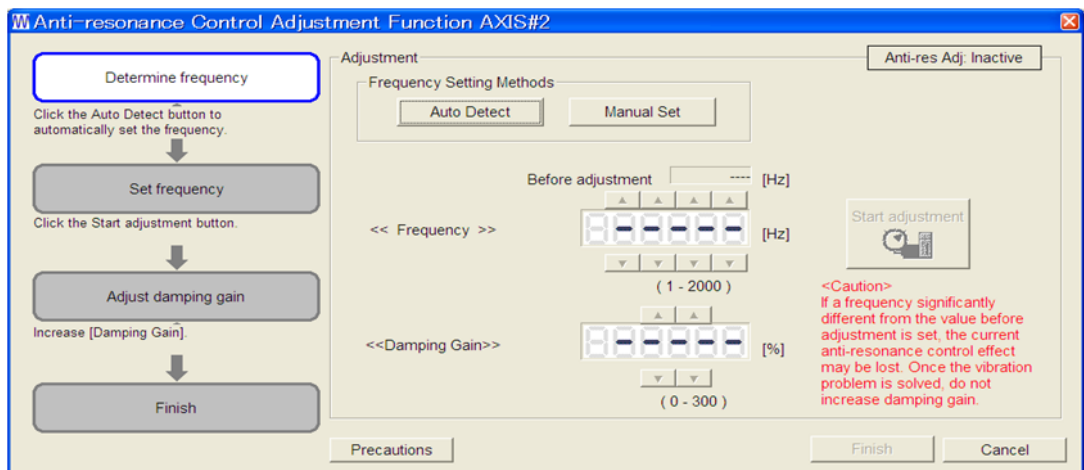 Anti-resonance Control Adjustment Function AXIS#2
Determine frequency
Click the Auto Detect button to
automatically set the frequency.
Set frequency
Click the Start adjustment button.
Adjust damping gain
Increase [Damping Gain].
Finish
Adjustment
Anti-res Adj: Inactive
Frequency Setting Methods
Auto Detect
Manual Set
Before adjustment ---- [Hz]
<< Frequency >> ----- [Hz]
( 1 - 2000 )
Start adjustment
<<Damping Gain>> ----- [%]
( 0 - 300 )
<Caution>
If a frequency significantly
different from the value before
adjustment is set, the current
anti-resonance control effect
may be lost. Once the vibration
problem is solved, do not
increase damping gain.
Precautions
Finish
Cancel